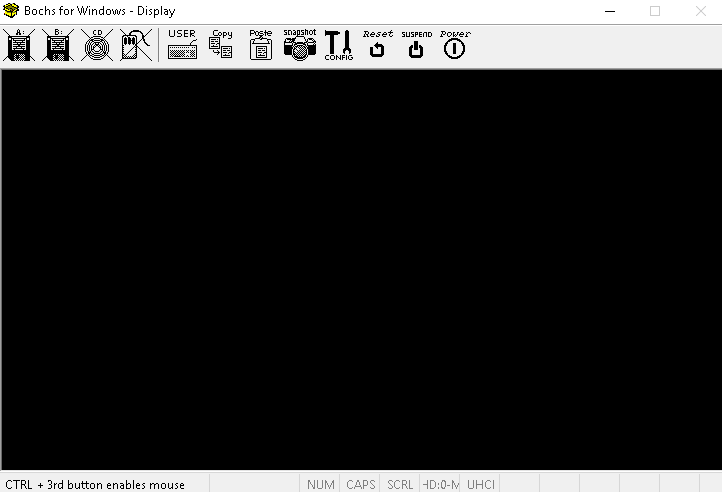 Bochs for Windows - Display
A: B: CD USER Copy Paste snapshot CONFIG Reset SUSPEND Power
CTRL + 3rd button enables mouse NUM CAPS SCRL HD:0-M UHCI